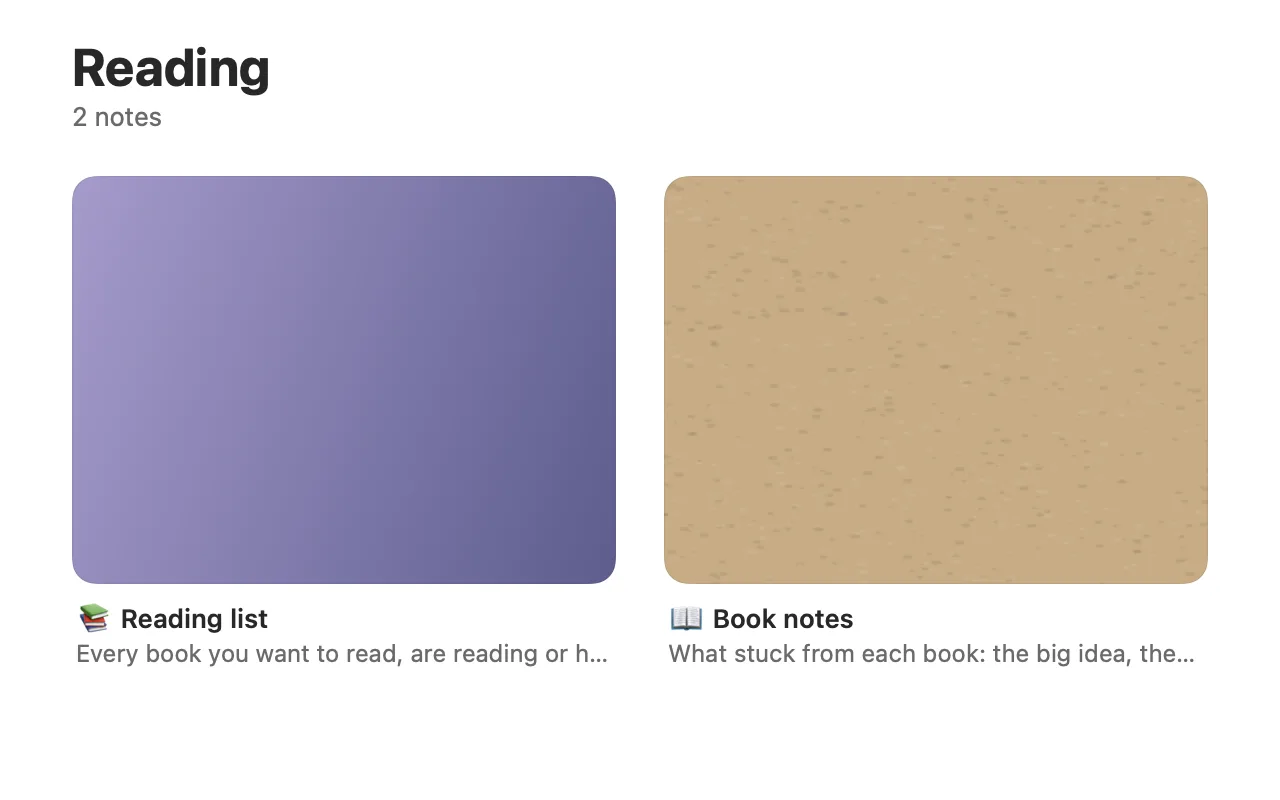 Reading
2 notes
📚 Reading list
Every book you want to read, are reading or h...
📖 Book notes
What stuck from each book: the big idea, the...